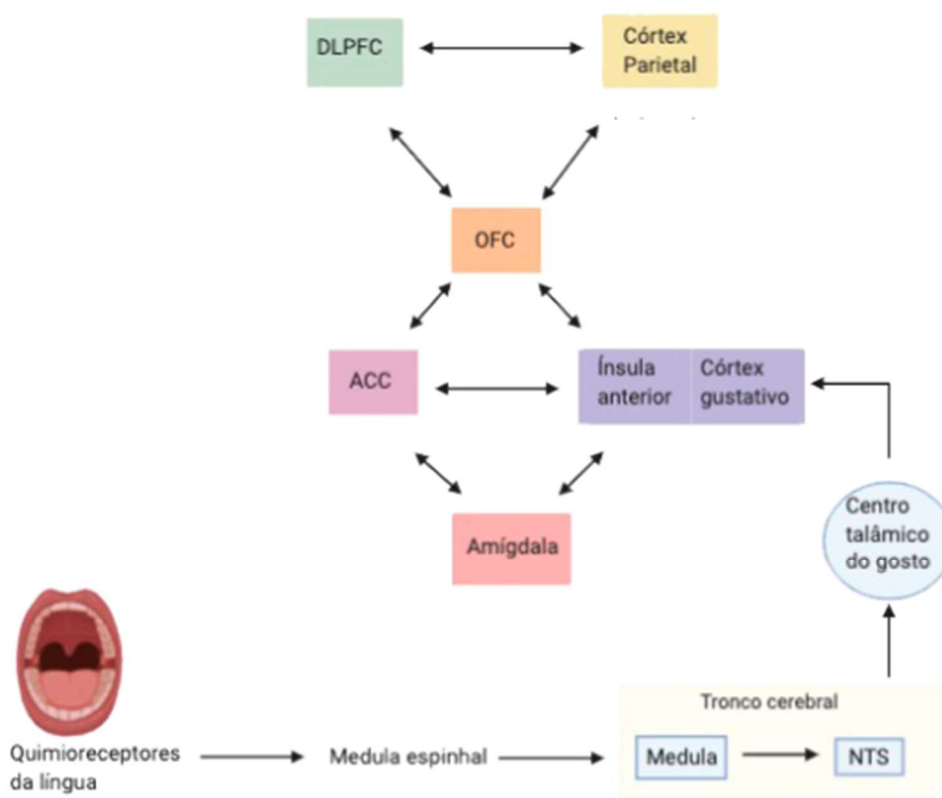 DLPFC
Córtex
Parietal
OFC
ACC
Ínsula
anterior
Córtex
gustativo
Centro
talâmico
do gosto
Amígdala
Tronco cerebral
Quimioreceptores
da língua
Medula espinhal
Medula
NTS